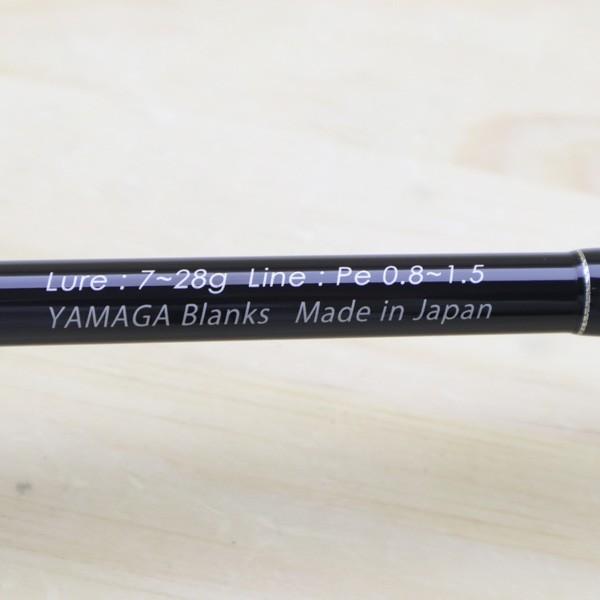 Lure : 7~28g Line : Pe 0.8~1.5
YAMAGA Blanks Made in Japan